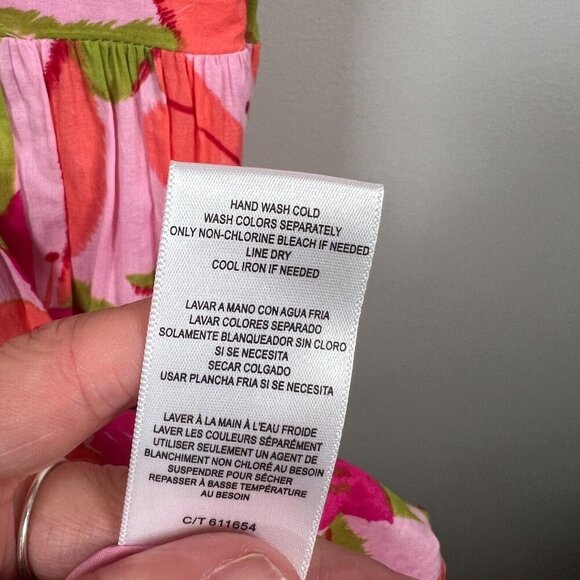 HAND WASH COLD
WASH COLORS SEPARATELY
ONLY NON-CHLORINE BLEACH IF NEEDED
LINE DRY
COOL IRON IF NEEDED
LAVAR A MANO CON AGUA FRIA
LAVAR COLORES SEPARADO
SOLAMENTE BLANQUEADOR SIN CLORO
SI SE NECESITA
SECAR COLGADO
USAR PLANCHA FRIA SI SE NECESITA
LAVER À LA MAIN À L'EAU FROIDE
LAVER LES COULEURS SÉPARÉMENT
UTILISER SEULEMENT UN AGENT DE
BLANCHIMENT NON CHLORÉ AU BESOIN
SUSPENDRE POUR SÉCHER
REPASSER À BASSE TEMPÉRATURE
AU BESOIN
C/T 611654